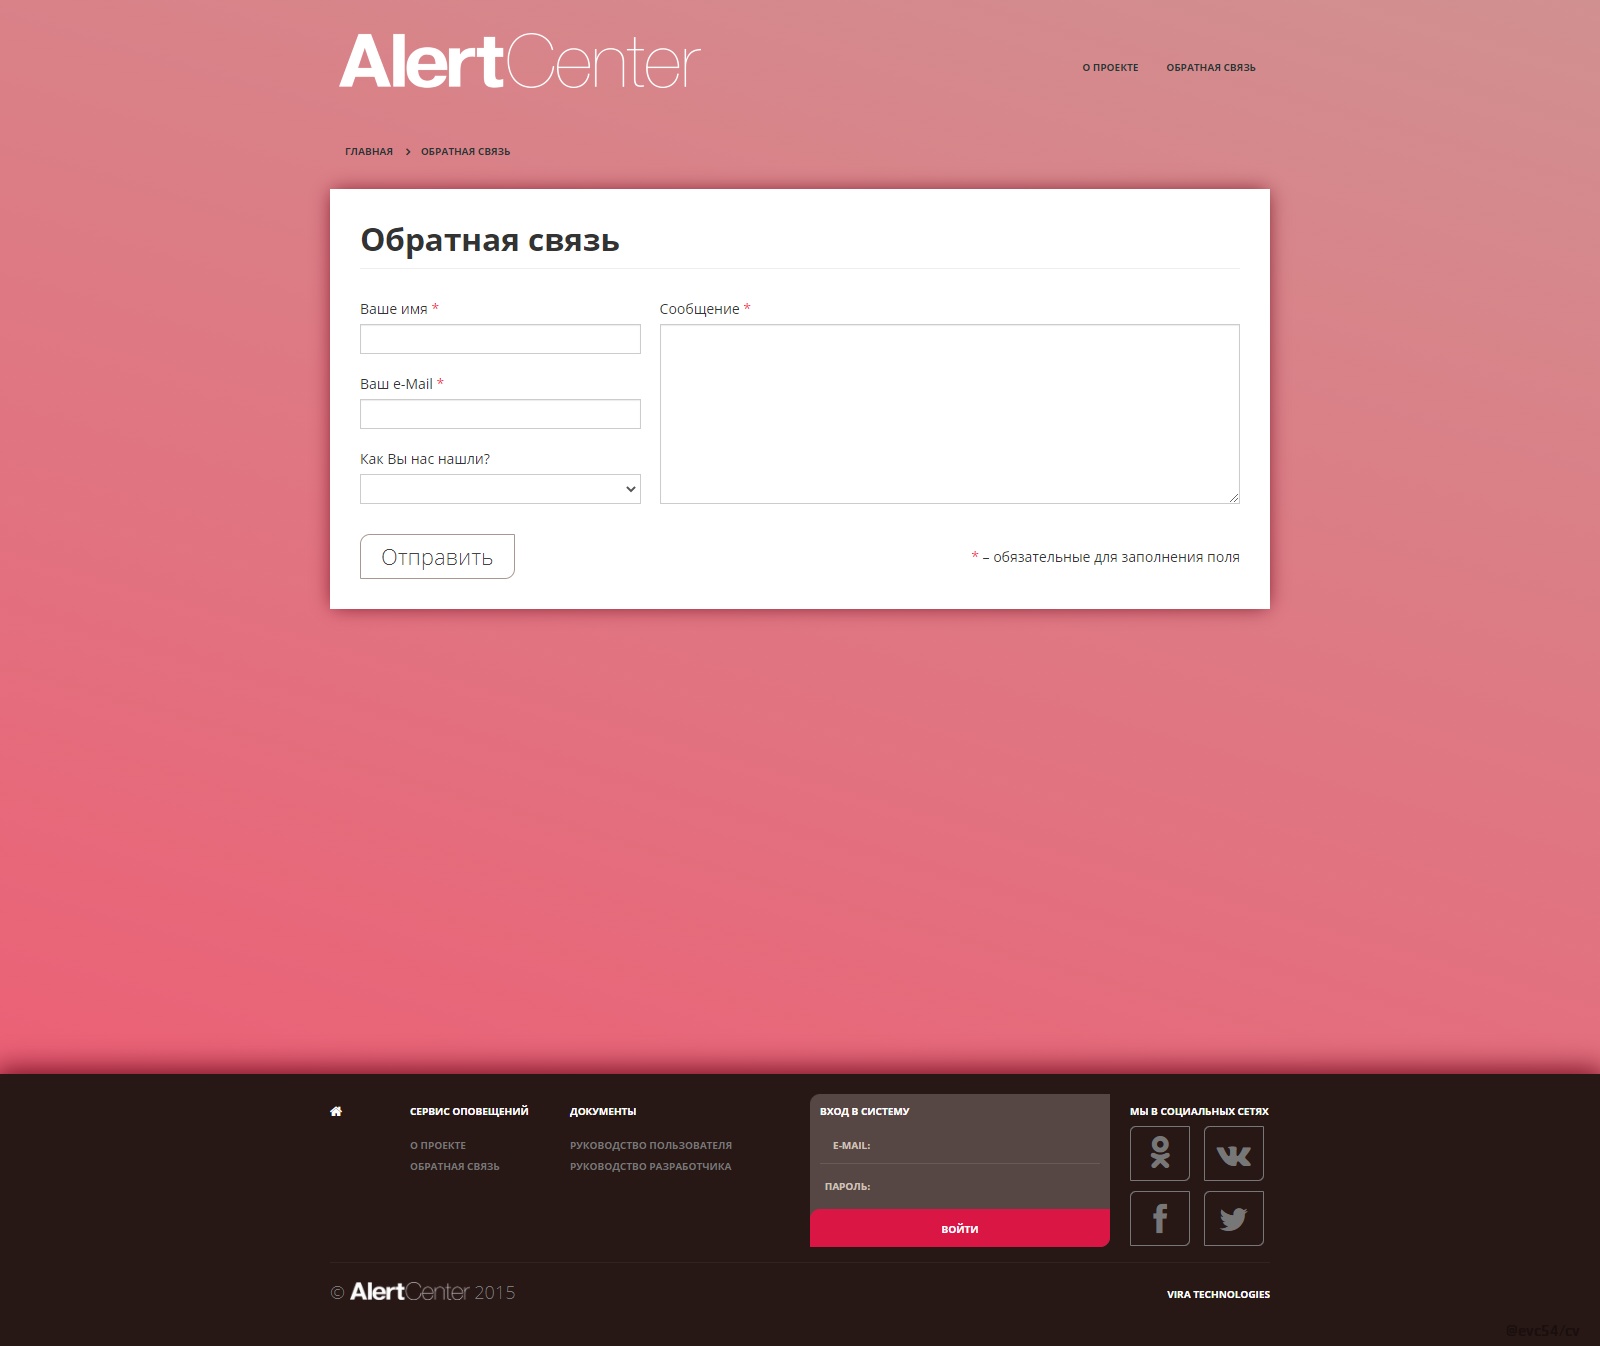 AlertCenter
О ПРОЕКТЕ ОБРАТНАЯ СВЯЗЬ
ГЛАВНАЯ ОБРАТНАЯ СВЯЗЬ
Обратная связь
Ваше имя *
Сообщение *
Ваш e-Mail *
Как Вы нас нашли?
Отправить
* – обязательные для заполнения поля
СЕРВИС ОПОВЕЩЕНИЙ
О ПРОЕКТЕ
ОБРАТНАЯ СВЯЗЬ
ДОКУМЕНТЫ
РУКОВОДСТВО ПОЛЬЗОВАТЕЛЯ
РУКОВОДСТВО РАЗРАБОТЧИКА
ВХОД В СИСТЕМУ
E-MAIL:
ПАРОЛЬ:
ВОЙТИ
МЫ В СОЦИАЛЬНЫХ СЕТЯХ
© AlertCenter 2015
VIRA TECHNOLOGIES
@evc54/cv